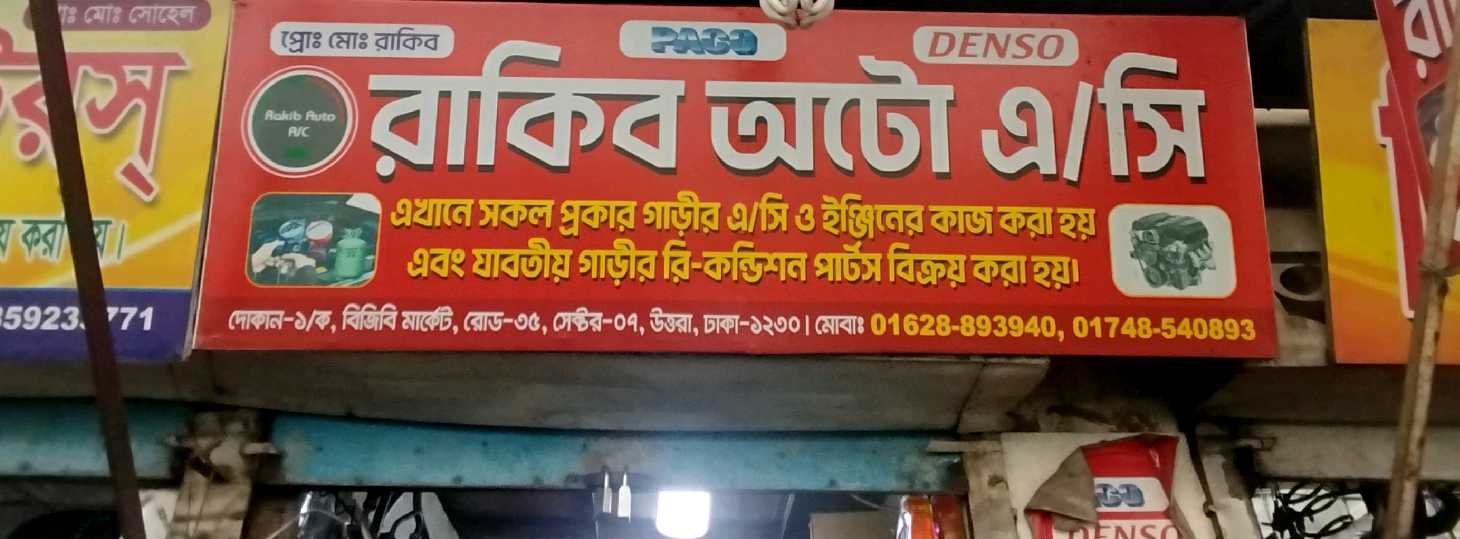 প্রোঃ মোঃ রাকিব
PACO
DENSO
Rakib Auto
A/C
রাকিব অটো এ/সি
এখানে সকল প্রকার গাড়ীর এ/সি ও ইঞ্জিনের কাজ করা হয়
এবং যাবতীয় গাড়ীর রি-কন্ডিশন পার্টস বিক্রয় করা হয়।
দোকান-১/ক, বিজিবি মার্কেট, রোড-৩৫, সেক্টর-০৭, উত্তরা, ঢাকা-১২৩০। মোবাঃ 01628-893940, 01748-540893
মোঃ সোহেল
DENSO